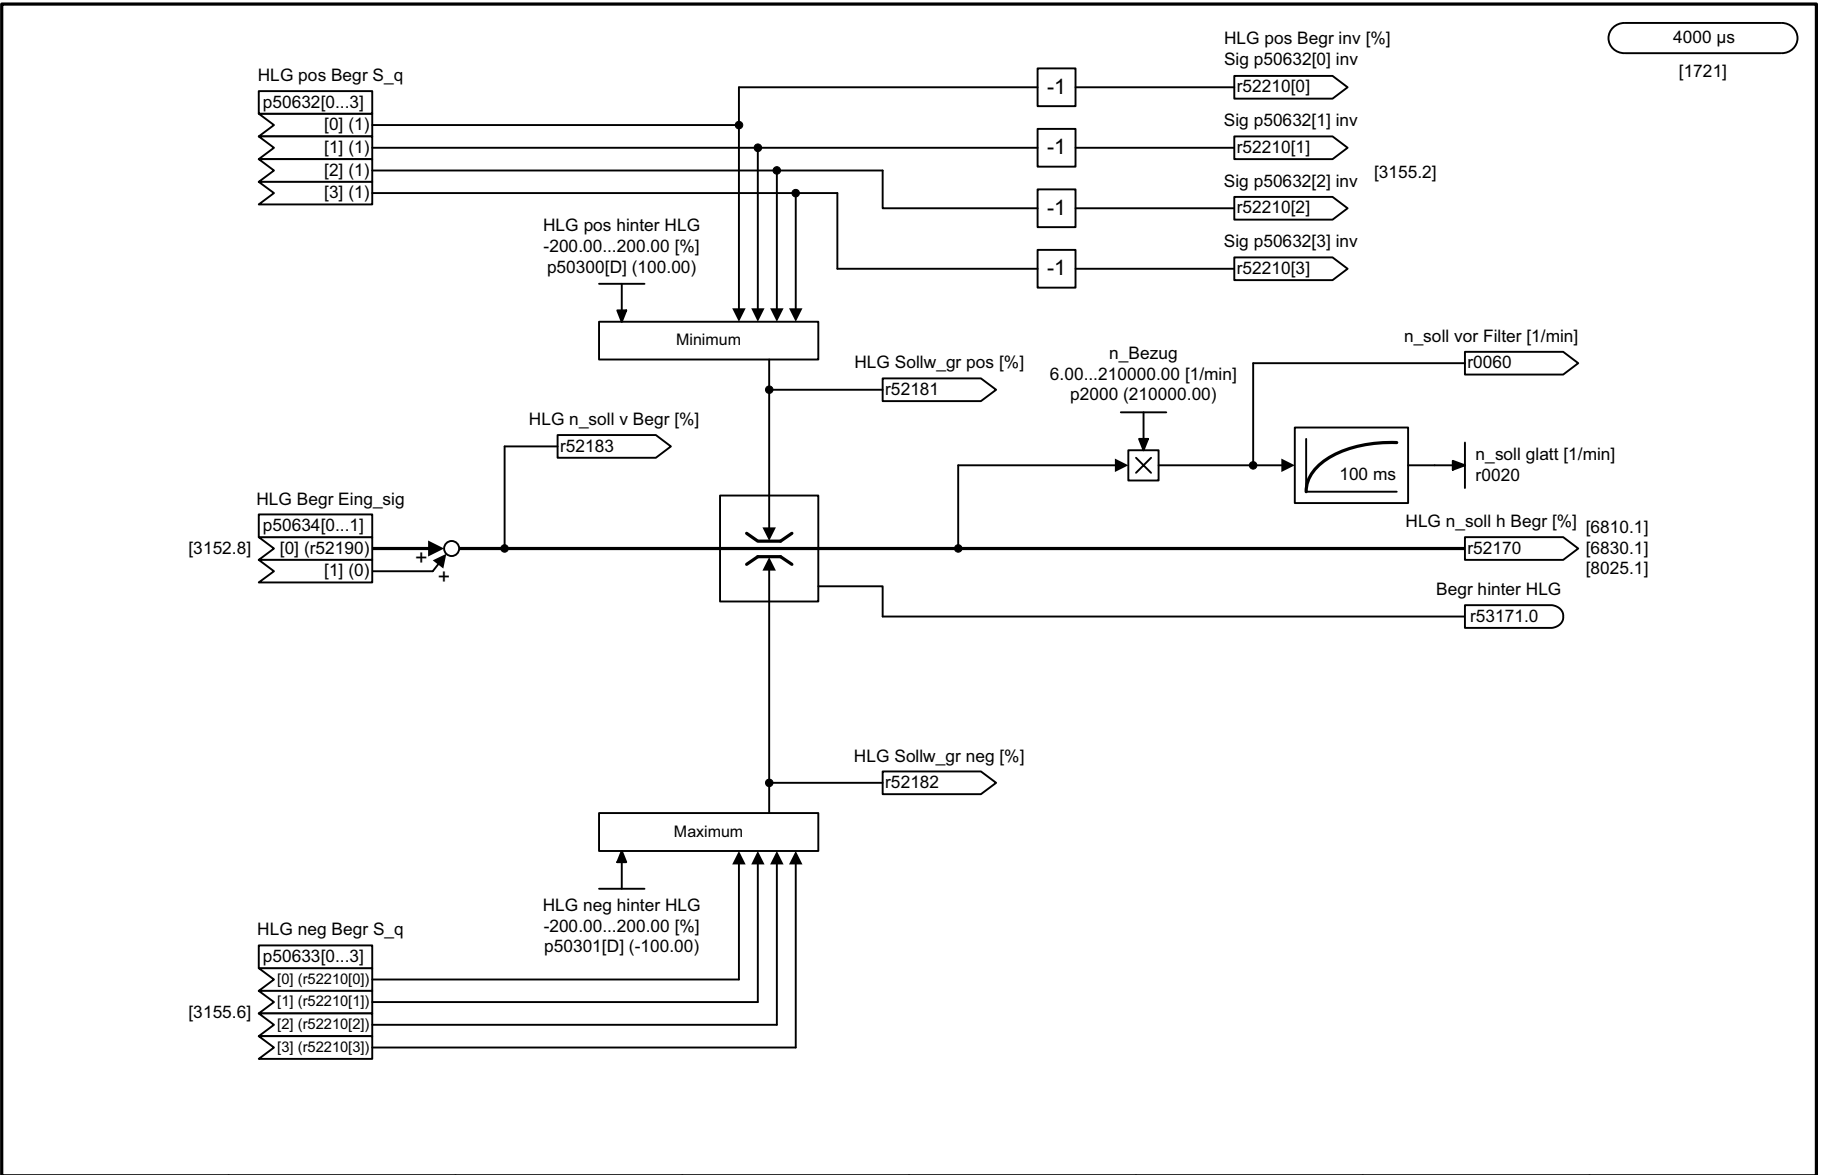 4000 µs
[1721]
HLG pos Begr S_q
p50632[0...3]
[0] (1)
[1] (1)
[2] (1)
[3] (1)
-1
-1
-1
-1
HLG pos Begr inv [%]
Sig p50632[0] inv
r52210[0]
Sig p50632[1] inv
r52210[1]
Sig p50632[2] inv
r52210[2]
Sig p50632[3] inv
r52210[3]
[3155.2]
HLG pos hinter HLG
-200.00...200.00 [%]
p50300[D] (100.00)
Minimum
HLG Sollw_gr pos [%]
r52181
n_Bezug
6.00...210000.00 [1/min]
p2000 (210000.00)
n_soll vor Filter [1/min]
r0060
HLG n_soll v Begr [%]
r52183
100 ms
n_soll glatt [1/min]
r0020
HLG Begr Eing_sig
p50634[0...1]
[3152.8]
[0] (r52190)
[1] (0)
+
+
HLG n_soll h Begr [%]
r52170
[6810.1]
[6830.1]
[8025.1]
Begr hinter HLG
r53171.0
HLG Sollw_gr neg [%]
r52182
Maximum
HLG neg hinter HLG
-200.00...200.00 [%]
p50301[D] (-100.00)
HLG neg Begr S_q
p50633[0...3]
[0] (r52210[0])
[1] (r52210[1])
[2] (r52210[2])
[3] (r52210[3])
[3155.6]